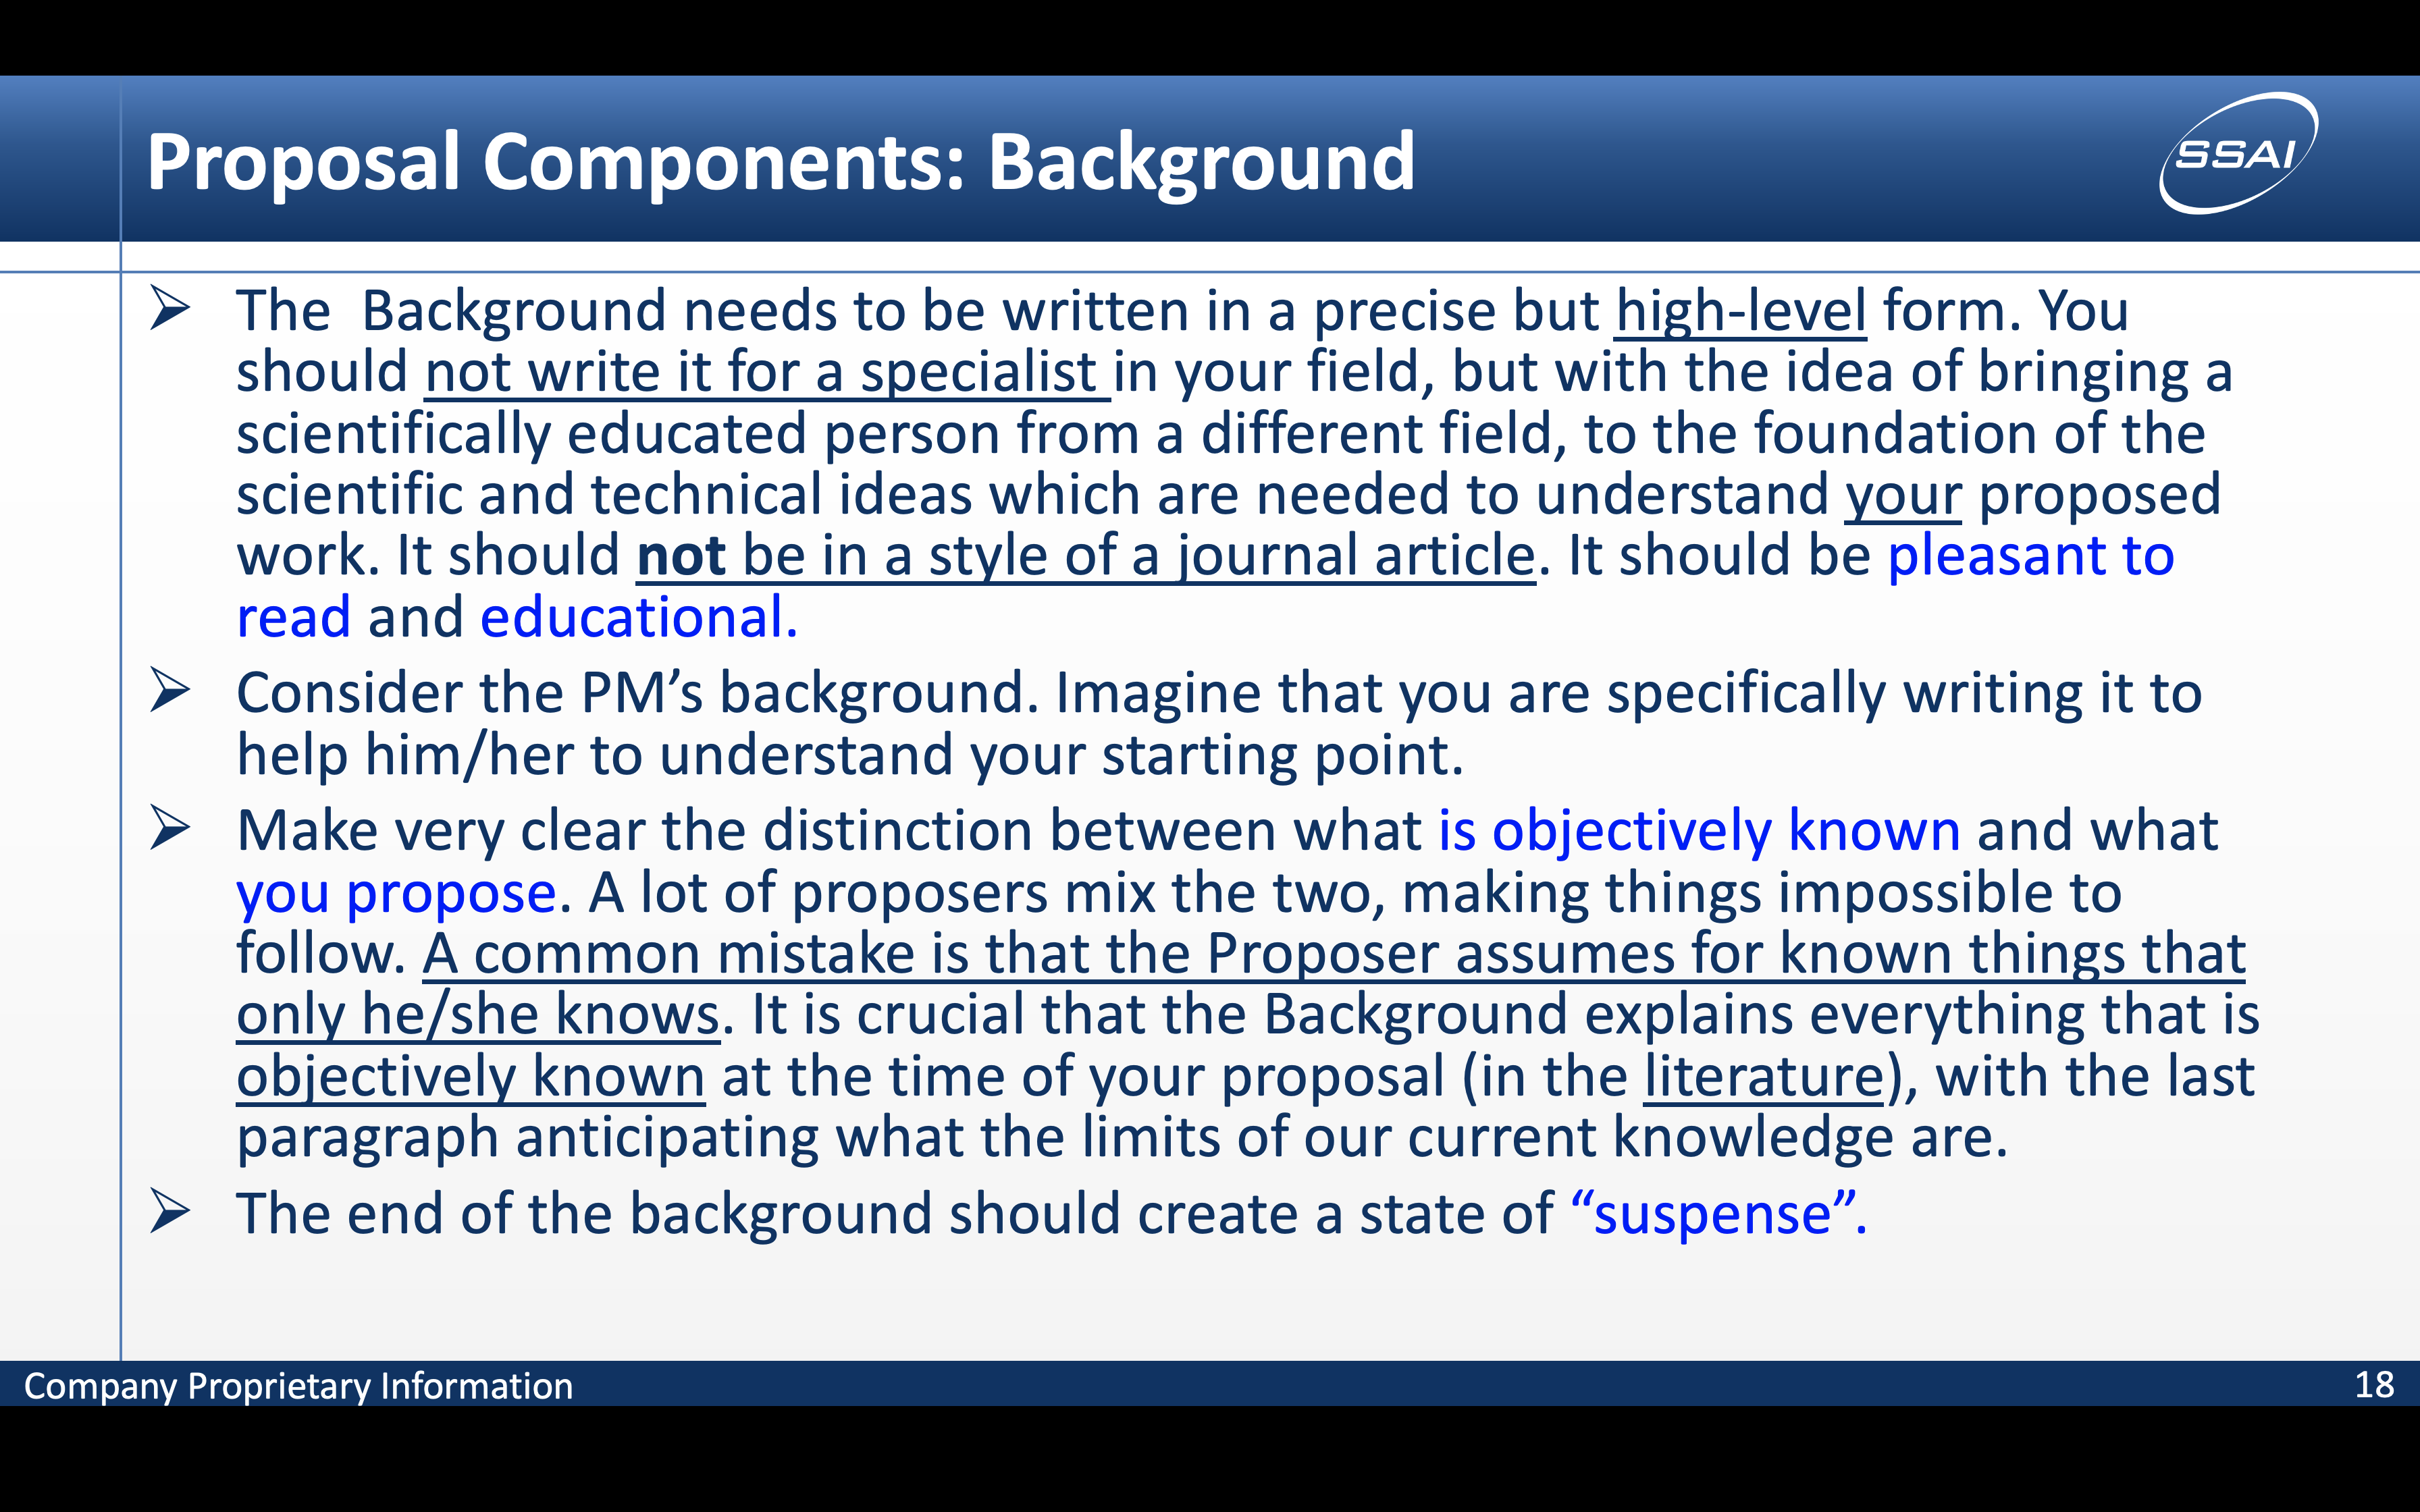 Proposal Components: Background
SSAI
The  Background needs to be written in a precise but high-level form. You
should not write it for a specialist in your field, but with the idea of bringing a
scientifically educated person from a different field, to the foundation of the
scientific and technical ideas which are needed to understand your proposed
work. It should not be in a style of a journal article. It should be pleasant to
read and educational.
Consider the PM’s background. Imagine that you are specifically writing it to
help him/her to understand your starting point.
Make very clear the distinction between what is objectively known and what
you propose. A lot of proposers mix the two, making things impossible to
follow. A common mistake is that the Proposer assumes for known things that
only he/she knows. It is crucial that the Background explains everything that is
objectively known at the time of your proposal (in the literature), with the last
paragraph anticipating what the limits of our current knowledge are.
The end of the background should create a state of “suspense”.
Company Proprietary Information
18